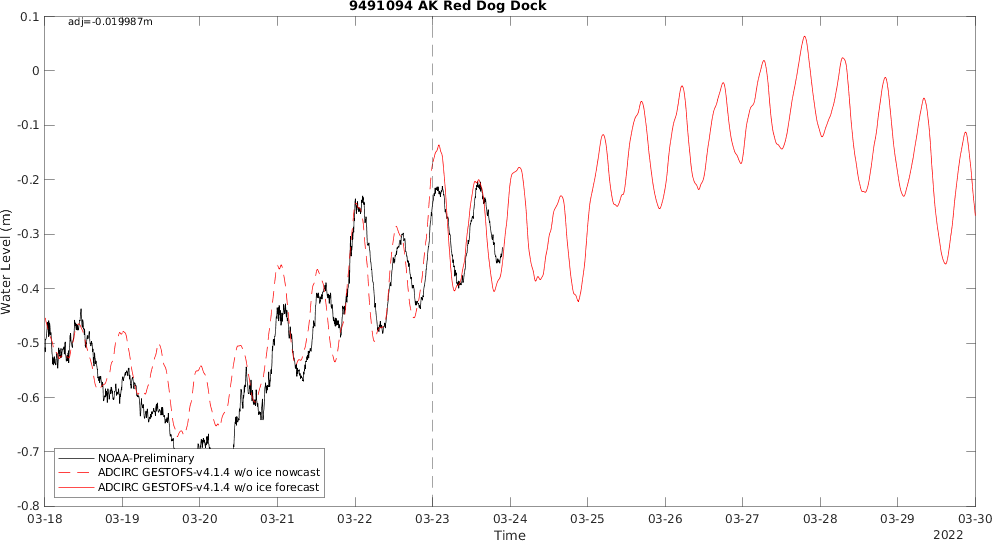 9491094 AK Red Dog Dock
adj=-0.019987m
0.1
0
-0.1
-0.2
-0.3
-0.4
-0.5
-0.6
-0.7
-0.8
Water Level (m)
NOAA-Preliminary
ADCIRC GESTOFS-v4.1.4 w/o ice nowcast
ADCIRC GESTOFS-v4.1.4 w/o ice forecast
03-18 03-19 03-20 03-21 03-22 03-23 03-24 03-25 03-26 03-27 03-28 03-29 03-30
Time
2022